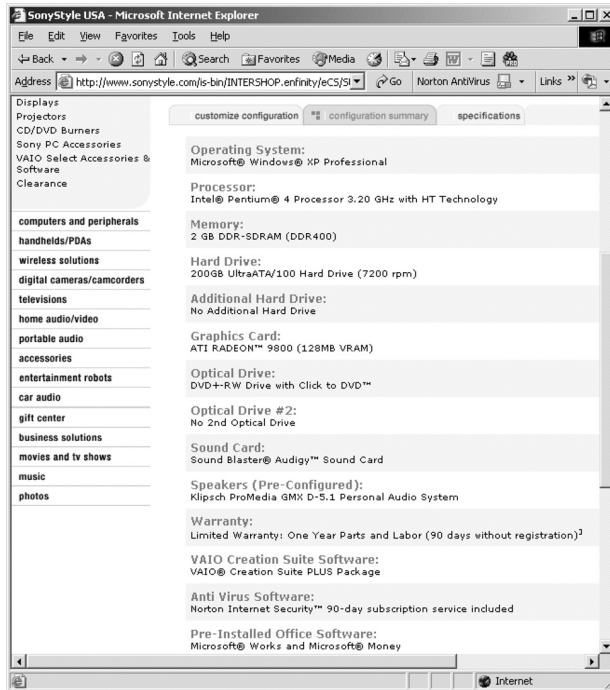 SonyStyle USA - Microsoft Internet Explorer
File Edit View Favorites Tools Help
Back Search Favorites Media
Address http://www.sonystyle.com/is-bin/INTERSHOP.enfinity/eCS/St Go Norton AntiVirus Links »
Displays
Projectors
CD/DVD Burners
Sony PC Accessories
VAIO Select Accessories &
Software
Clearance
computers and peripherals
handhelds/PDAs
wireless solutions
digital cameras/camcorders
televisions
home audio/video
portable audio
accessories
entertainment robots
car audio
gift center
business solutions
movies and tv shows
music
photos
customize configuration configuration summary specifications
Operating System:
Microsoft® Windows® XP Professional
Processor:
Intel® Pentium® 4 Processor 3.20 GHz with HT Technology
Memory:
2 GB DDR-SDRAM (DDR400)
Hard Drive:
200GB UltraATA/100 Hard Drive (7200 rpm)
Additional Hard Drive:
No Additional Hard Drive
Graphics Card:
ATI RADEON™ 9800 (128MB VRAM)
Optical Drive:
DVD+-RW Drive with Click to DVD™
Optical Drive #2:
No 2nd Optical Drive
Sound Card:
Sound Blaster® Audigy™ Sound Card
Speakers (Pre-Configured):
Klipsch ProMedia GMX D-5.1 Personal Audio System
Warranty:
Limited Warranty: One Year Parts and Labor (90 days without registration)³
VAIO Creation Suite Software:
VAIO® Creation Suite PLUS Package
Anti Virus Software:
Norton Internet Security™ 90-day subscription service included
Pre-Installed Office Software:
Microsoft® Works and Microsoft® Money
Internet